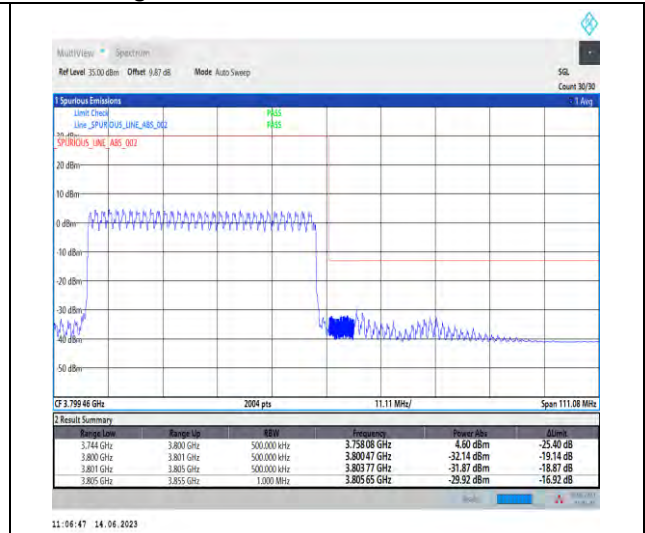 MultiView Spectrum
Ref Level 35.00 dBm Offset 9.87 dB Mode Auto Sweep SGL
Count 30/30
1 Spurious Emissions 1 Avg
Limit Check PASS
Line _SPURIOUS_LINE_ABS_002 PASS
30 dBm
_SPURIOUS_LINE_ABS_002
20 dBm
10 dBm
0 dBm
-10 dBm
-20 dBm
-30 dBm
-40 dBm
-50 dBm
CF 3.799 46 GHz 2004 pts 11.11 MHz/ Span 111.08 MHz
2 Result Summary
Range Low Range Up RBW Frequency Power Abs ΔLimit
3.744 GHz 3.800 GHz 500.000 kHz 3.758 08 GHz 4.60 dBm -25.40 dB
3.800 GHz 3.801 GHz 500.000 kHz 3.800 47 GHz -32.14 dBm -19.14 dB
3.801 GHz 3.805 GHz 500.000 kHz 3.803 77 GHz -31.87 dBm -18.87 dB
3.805 GHz 3.855 GHz 1.000 MHz 3.805 65 GHz -29.92 dBm -16.92 dB
11:06:47 14.06.2023